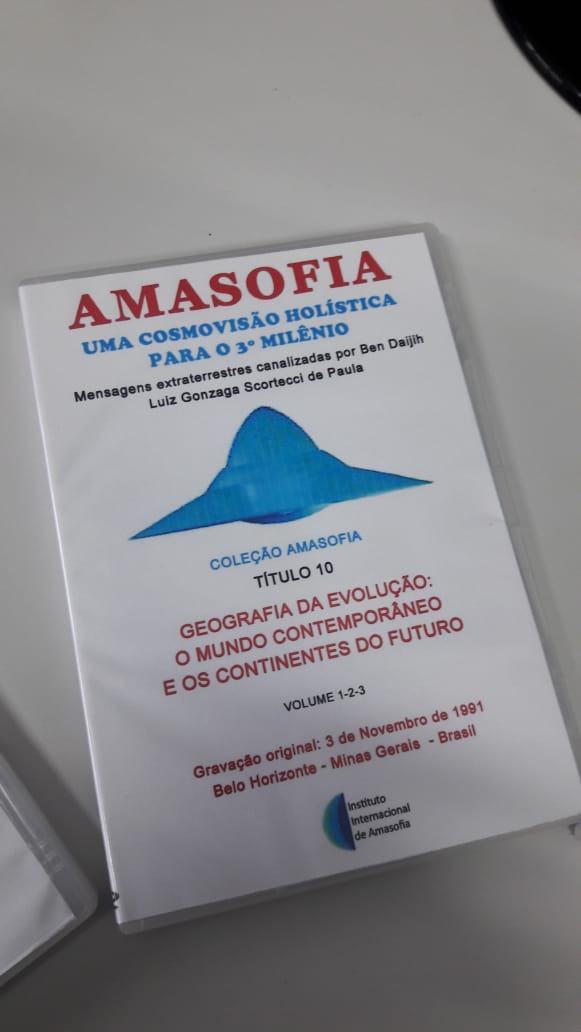 AMASOFIA
UMA COSMOVISÃO HOLÍSTICA
PARA O 3º MILÊNIO
Mensagens extraterrestres canalizadas por Ben Daijih
Luiz Gonzaga Scortecci de Paula
COLEÇÃO AMASOFIA
TÍTULO 10
GEOGRAFIA DA EVOLUÇÃO:
O MUNDO CONTEMPORÂNEO
E OS CONTINENTES DO FUTURO
VOLUME 1-2-3
Gravação original: 3 de Novembro de 1991
Belo Horizonte - Minas Gerais - Brasil
Instituto
Internacional
de Amasofia